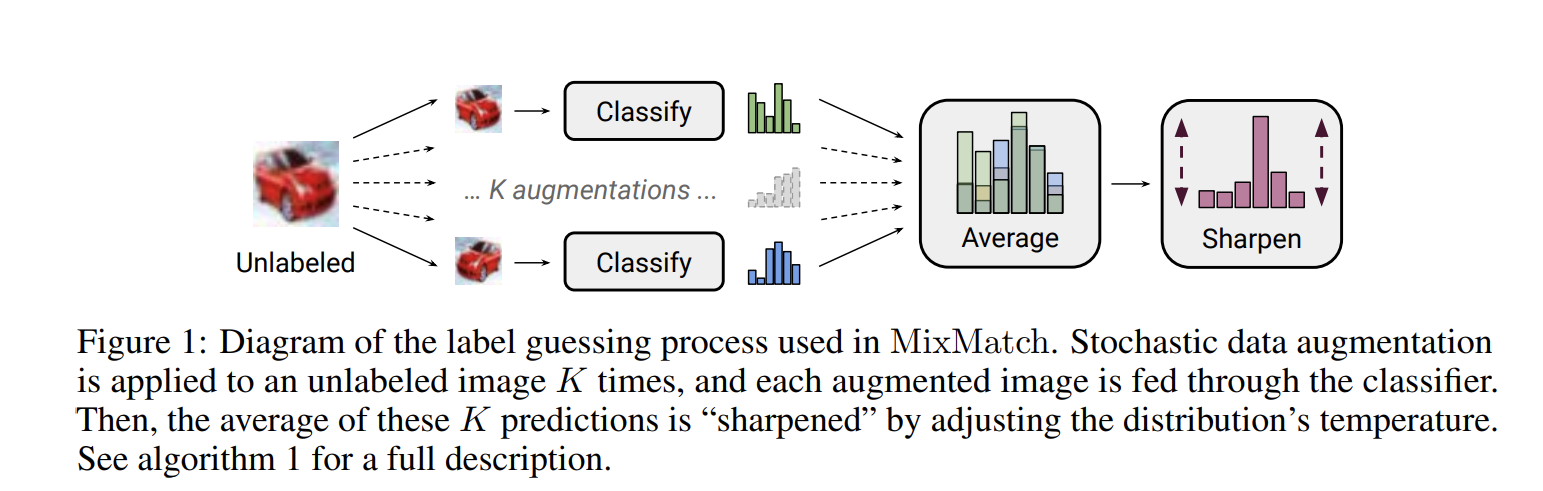 Classify
... K augmentations ...
Unlabeled
Classify
Average
Sharpen
Figure 1: Diagram of the label guessing process used in MixMatch. Stochastic data augmentation
is applied to an unlabeled image K times, and each augmented image is fed through the classifier.
Then, the average of these K predictions is “sharpened” by adjusting the distribution’s temperature.
See algorithm 1 for a full description.